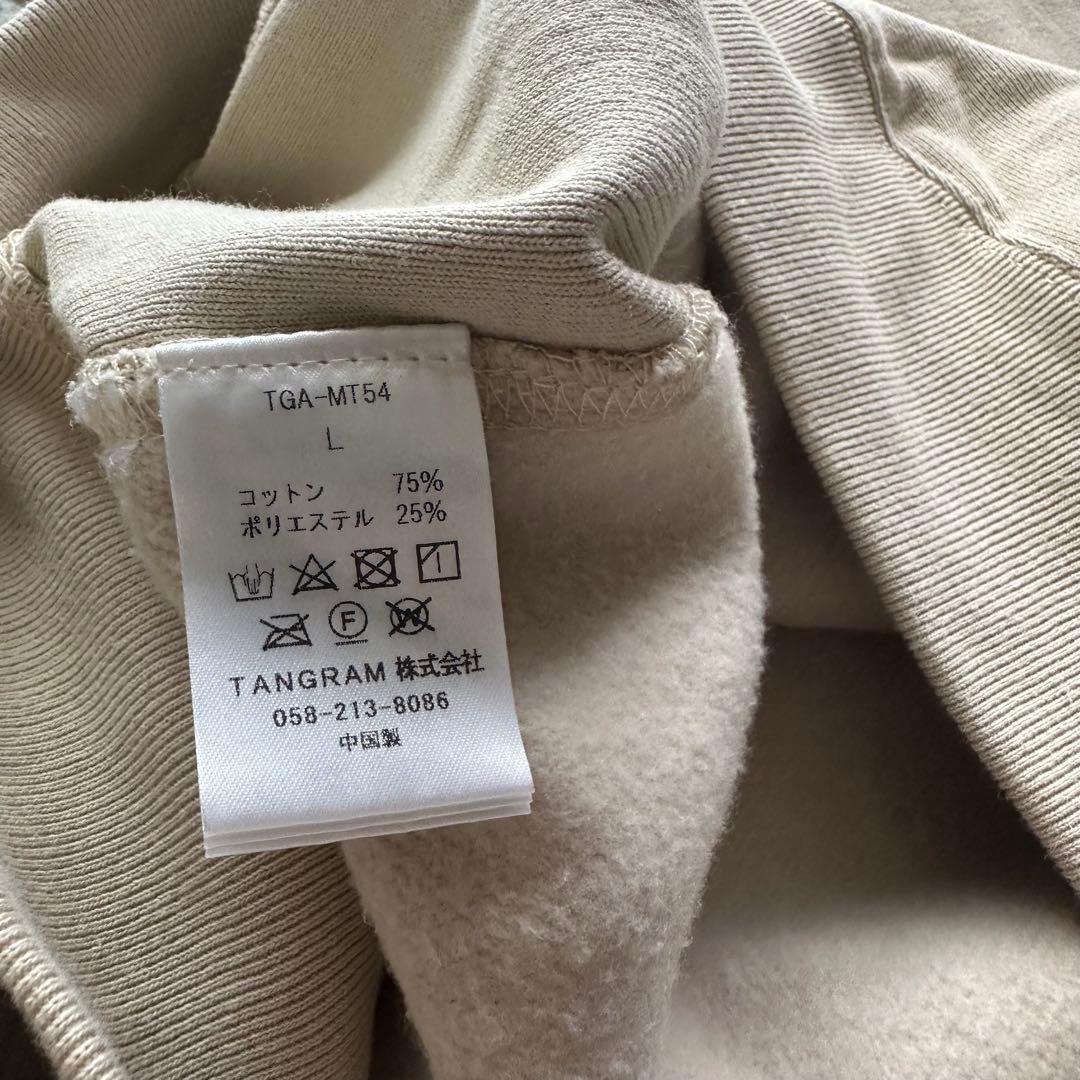 TGA-MT54
L
コットン 75%
ポリエステル 25%
F
W
TANGRAM 株式会社
058-213-8086
中国製